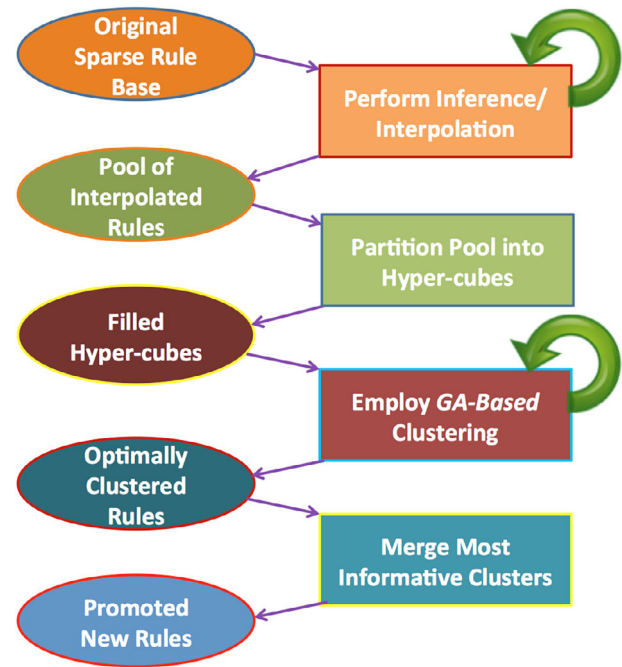 Original
Sparse Rule
Base
Perform Inference/
Interpolation
Pool of
Interpolated
Rules
Partition Pool into
Hyper-cubes
Filled
Hyper-cubes
Employ GA-Based
Clustering
Optimally
Clustered
Rules
Merge Most
Informative Clusters
Promoted
New Rules